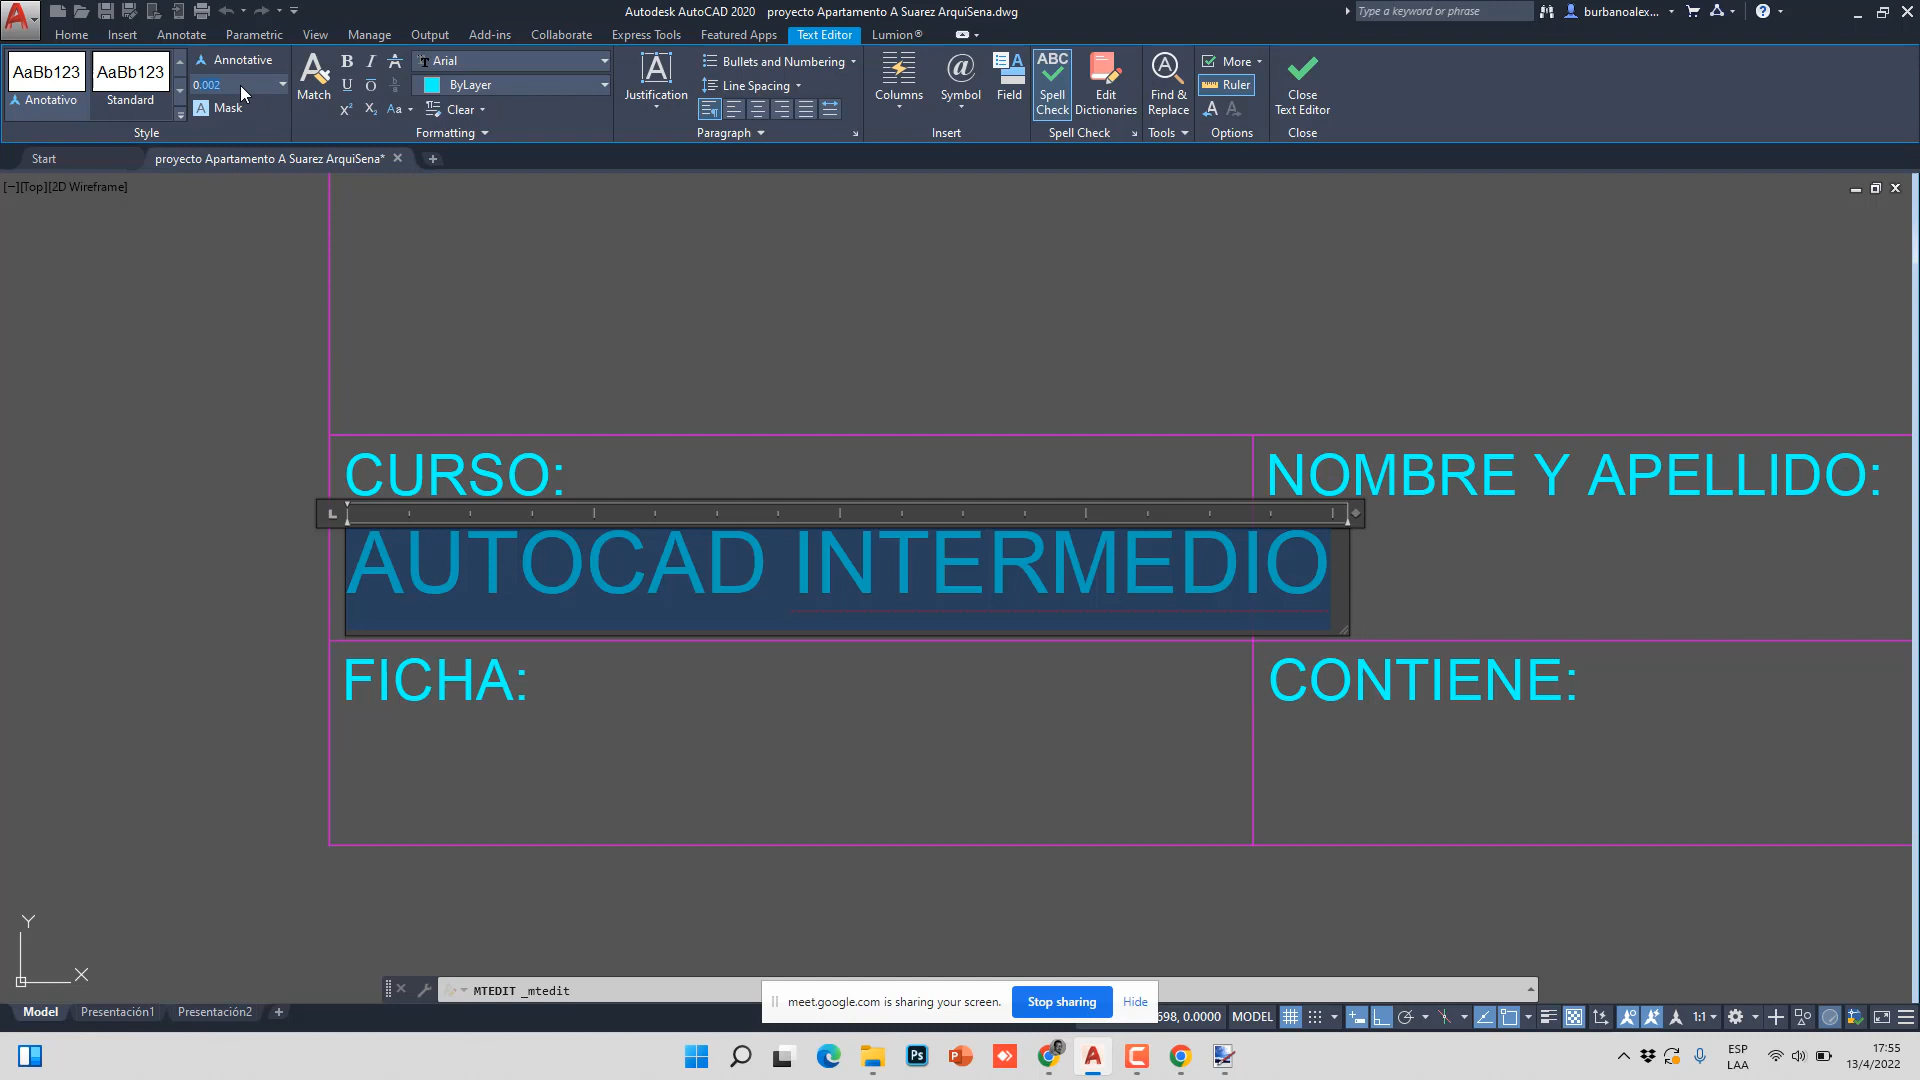 Autodesk AutoCAD 2020 proyecto Apartamento A Suarez ArquiSena.dwg
Type a keyword or phrase
burbanoalex...
Home Insert Annotate Parametric View Manage Output Add-ins Collaborate Express Tools Featured Apps Text Editor Lumion®
AaBb123 AaBb123
Anotativo Standard
Annotative
0.002
Mask
Style
Match
Arial
ByLayer
Clear
Formatting
Justification
Bullets and Numbering
Line Spacing
Paragraph
Columns
Symbol
Field
Insert
ABC
Spell
Check
Edit
Dictionaries
Spell Check
Find &
Replace
Tools
More
Ruler
Options
Close
Text Editor
Close
Start
proyecto Apartamento A Suarez ArquiSena*
[−][Top][2D Wireframe]
CURSO:
NOMBRE Y APELLIDO:
AUTOCAD INTERMEDIO
FICHA:
CONTIENE:
Y
X
MTEDIT _mtedit
meet.google.com is sharing your screen.
Stop sharing
Hide
Model
Presentación1
Presentación2
698, 0.0000
MODEL
1:1
ESP
LAA
17:55
13/4/2022